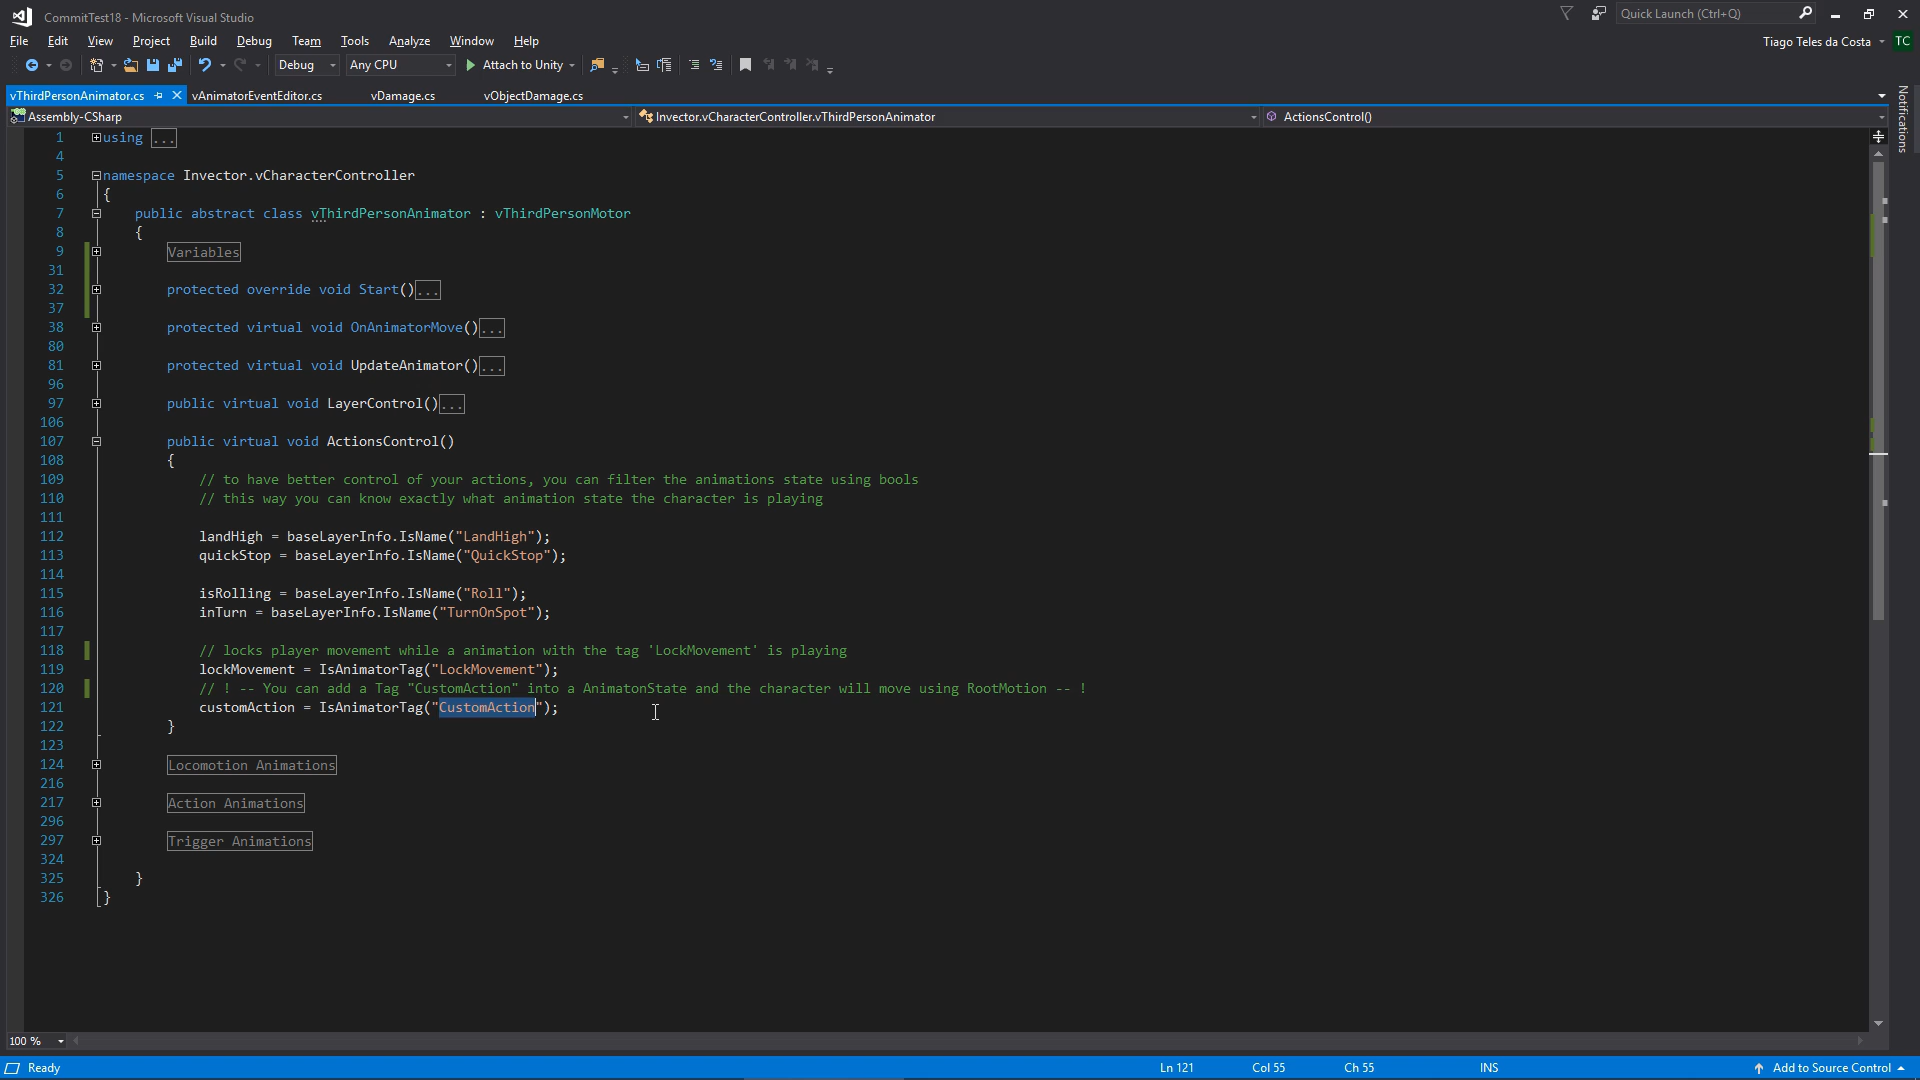 CommitTest18 - Microsoft Visual Studio
Quick Launch (Ctrl+Q)
File Edit View Project Build Debug Team Tools Analyze Window Help
Tiago Teles da Costa TC
Debug Any CPU Attach to Unity
vThirdPersonAnimator.cs vAnimatorEventEditor.cs vDamage.cs vObjectDamage.cs
Notifications
Assembly-CSharp Invector.vCharacterController.vThirdPersonAnimator ActionsControl()
1 using ...
4
5 namespace Invector.vCharacterController
6 {
7 public abstract class vThirdPersonAnimator : vThirdPersonMotor
8 {
9 Variables
31
32 protected override void Start()...
37
38 protected virtual void OnAnimatorMove()...
80
81 protected virtual void UpdateAnimator()...
96
97 public virtual void LayerControl()...
106
107 public virtual void ActionsControl()
108 {
109 // to have better control of your actions, you can filter the animations state using bools
110 // this way you can know exactly what animation state the character is playing
111
112 landHigh = baseLayerInfo.IsName("LandHigh");
113 quickStop = baseLayerInfo.IsName("QuickStop");
114
115 isRolling = baseLayerInfo.IsName("Roll");
116 inTurn = baseLayerInfo.IsName("TurnOnSpot");
117
118 // locks player movement while a animation with the tag 'LockMovement' is playing
119 lockMovement = IsAnimatorTag("LockMovement");
120 // ! -- You can add a Tag "CustomAction" into a AnimatonState and the character will move using RootMotion -- !
121 customAction = IsAnimatorTag("CustomAction");
122 }
123
124 Locomotion Animations
216
217 Action Animations
296
297 Trigger Animations
324
325 }
326 }
100 %
Ready Ln 121 Col 55 Ch 55 INS Add to Source Control